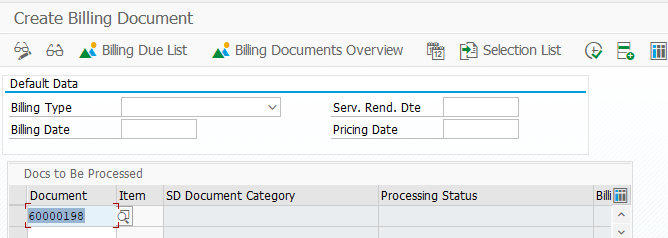 Create Billing Document
Billing Due List Billing Documents Overview Selection List
Default Data
Billing Type Serv. Rend. Dte
Billing Date Pricing Date
Docs to Be Processed
Document Item SD Document Category Processing Status Billi
60000198